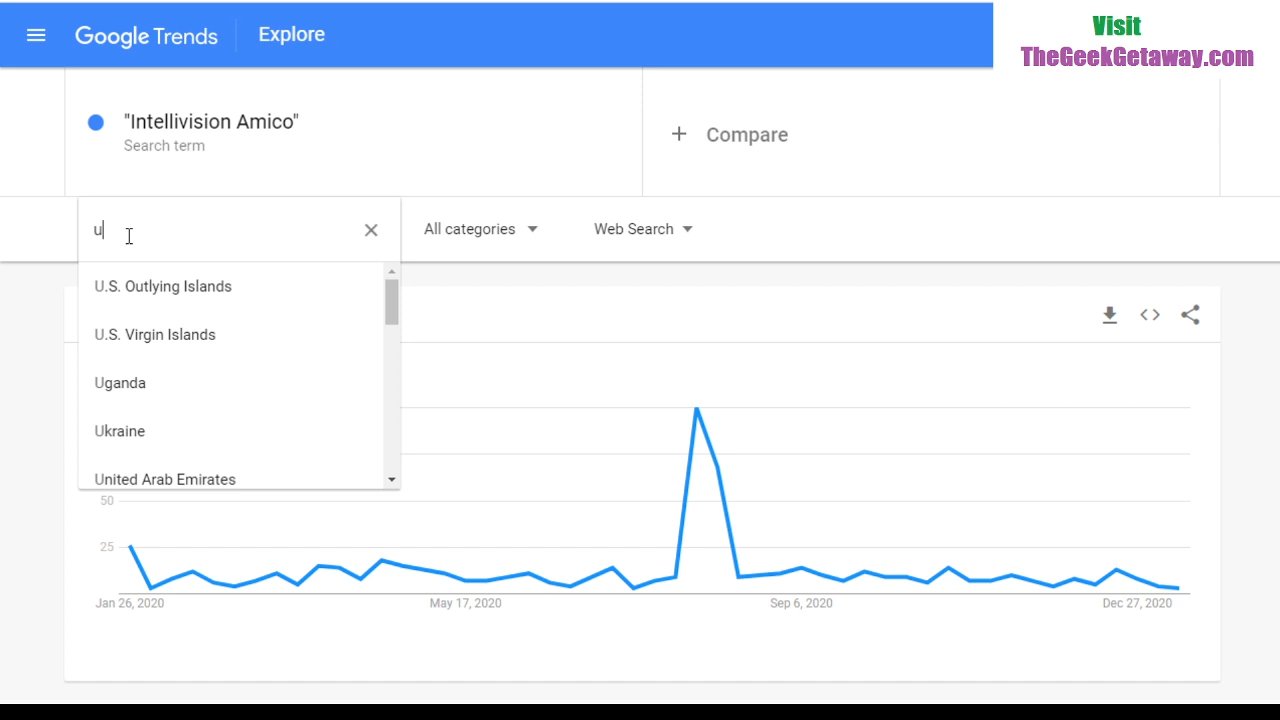 Google Trends
Explore
Visit
TheGeekGetaway.com
"Intellivision Amico"
Search term
+ Compare
u
All categories
Web Search
U.S. Outlying Islands
U.S. Virgin Islands
Uganda
Ukraine
United Arab Emirates
50
25
Jan 26, 2020
May 17, 2020
Sep 6, 2020
Dec 27, 2020